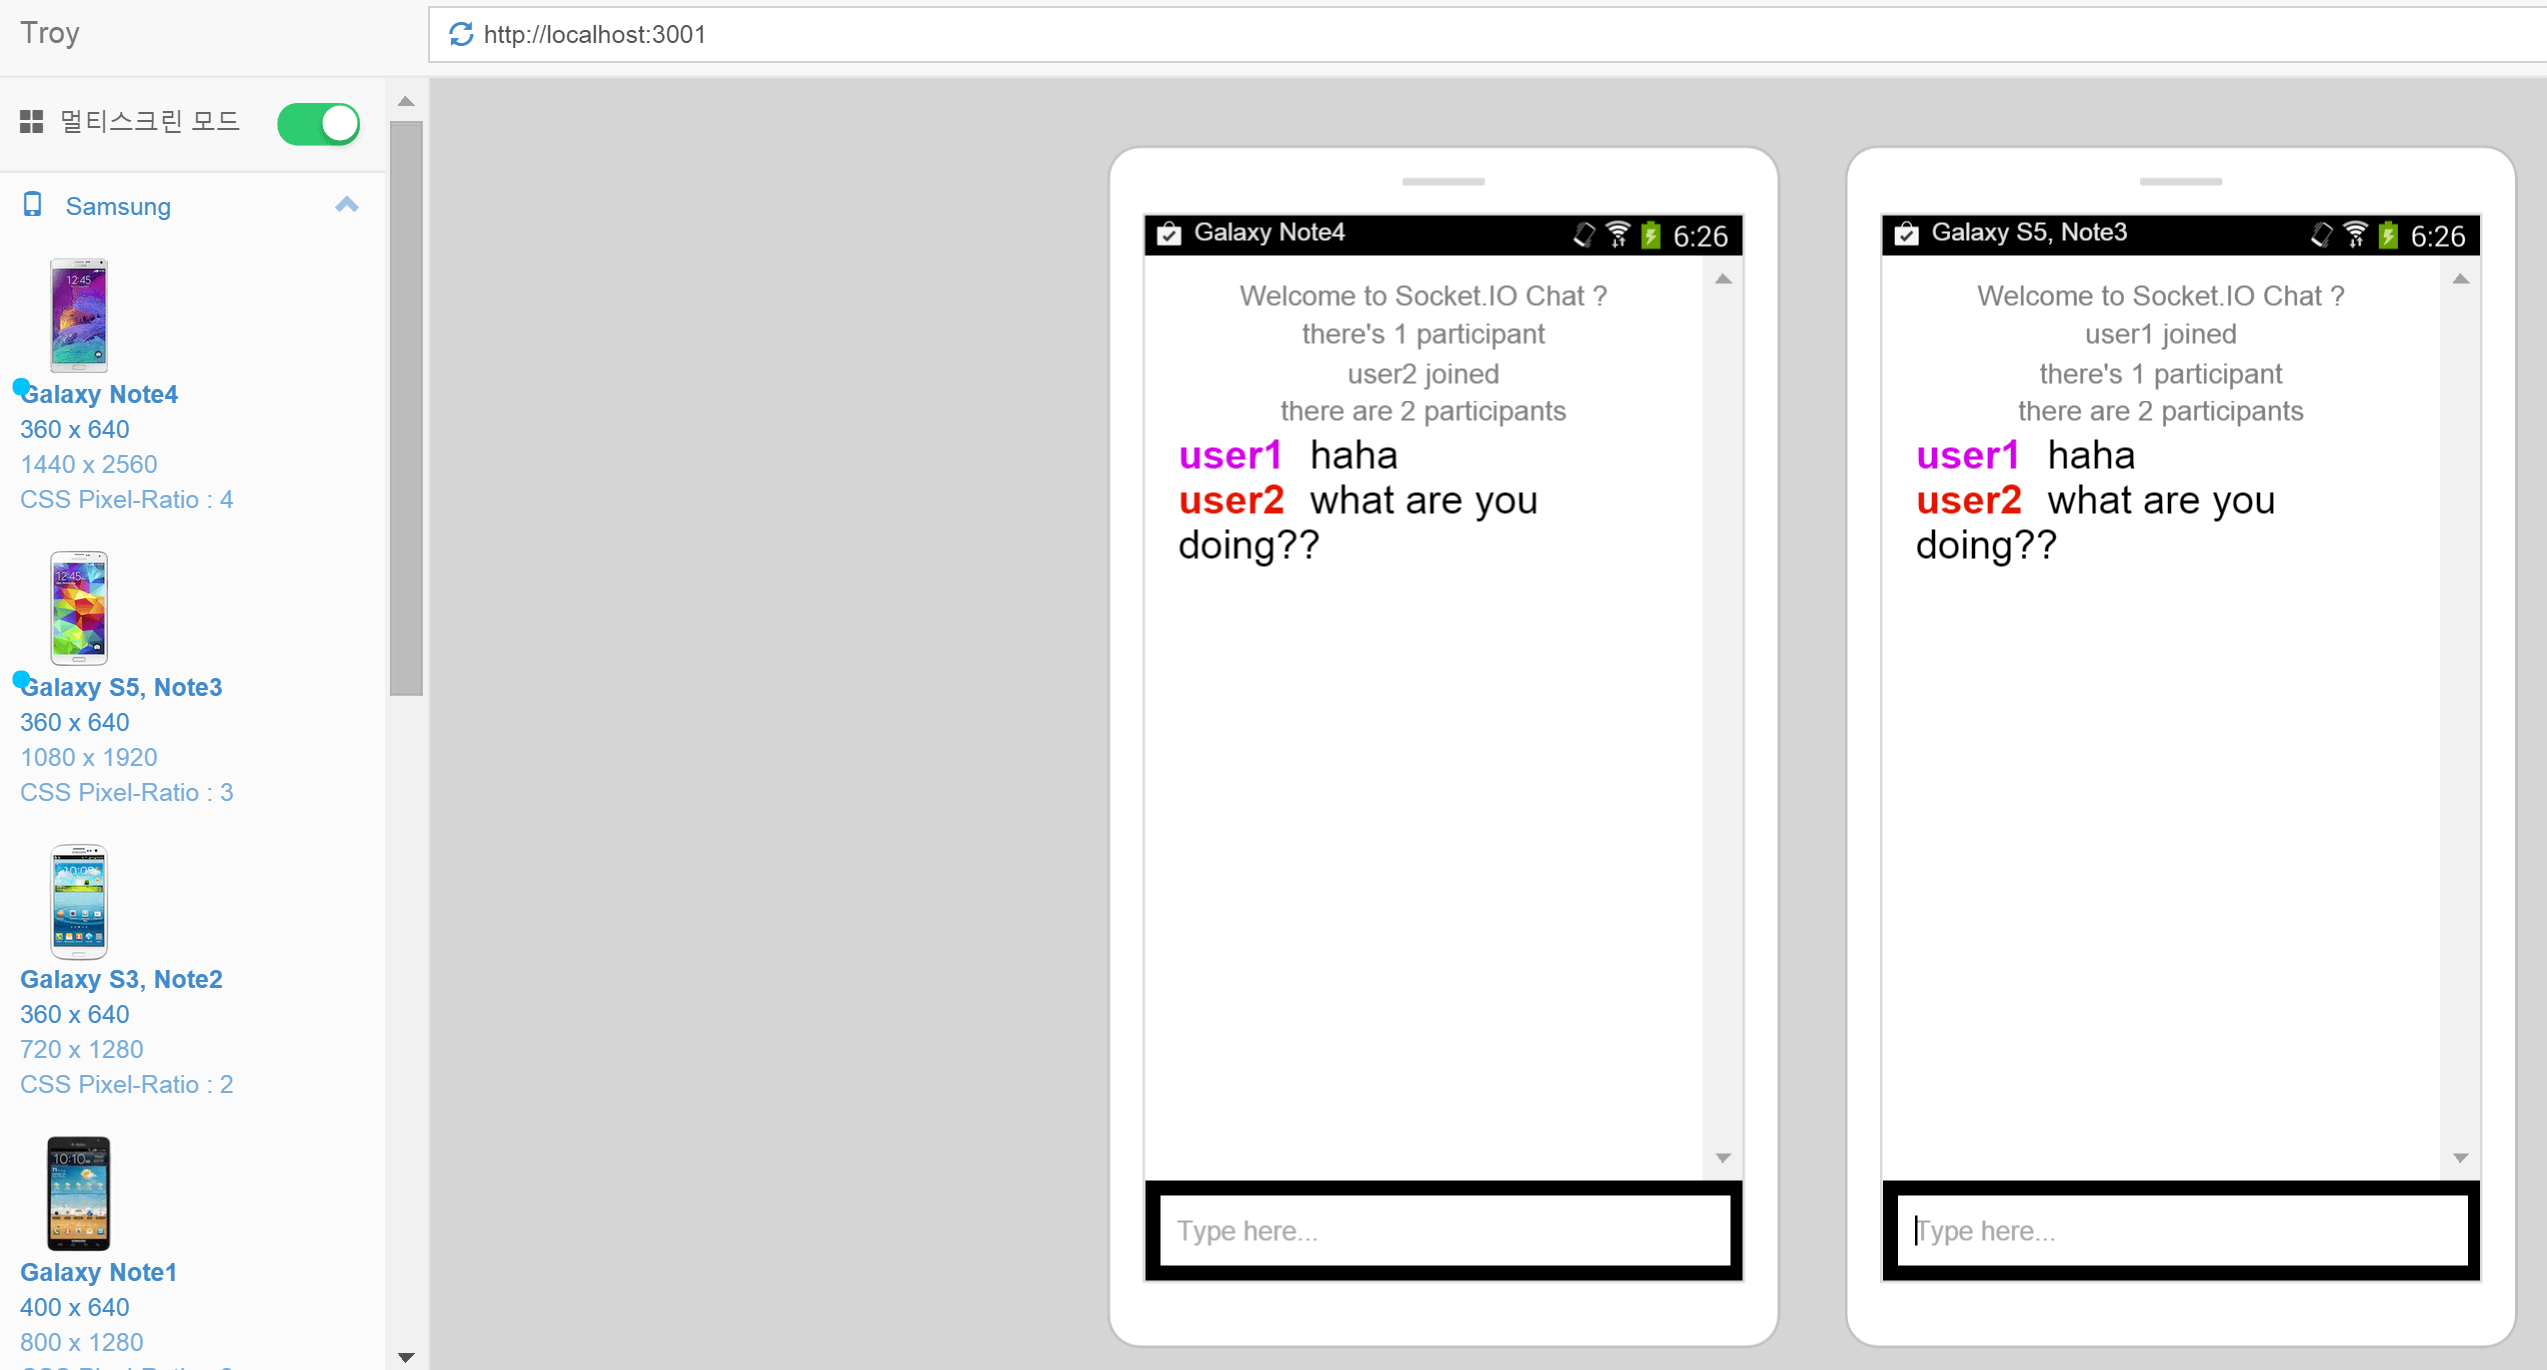 Troy
http://localhost:3001
멀티스크린 모드
Samsung
12:45
Galaxy Note4
360 x 640
1440 x 2560
CSS Pixel-Ratio : 4
12:45
Galaxy S5, Note3
360 x 640
1080 x 1920
CSS Pixel-Ratio : 3
Galaxy S3, Note2
360 x 640
720 x 1280
CSS Pixel-Ratio : 2
10:10
Galaxy Note1
400 x 640
800 x 1280
Galaxy Note4 6:26
Welcome to Socket.IO Chat ?
there's 1 participant
user2 joined
there are 2 participants
user1 haha
user2 what are you
doing??
Type here...
Galaxy S5, Note3 6:26
Welcome to Socket.IO Chat ?
user1 joined
there's 1 participant
there are 2 participants
user1 haha
user2 what are you
doing??
Type here...